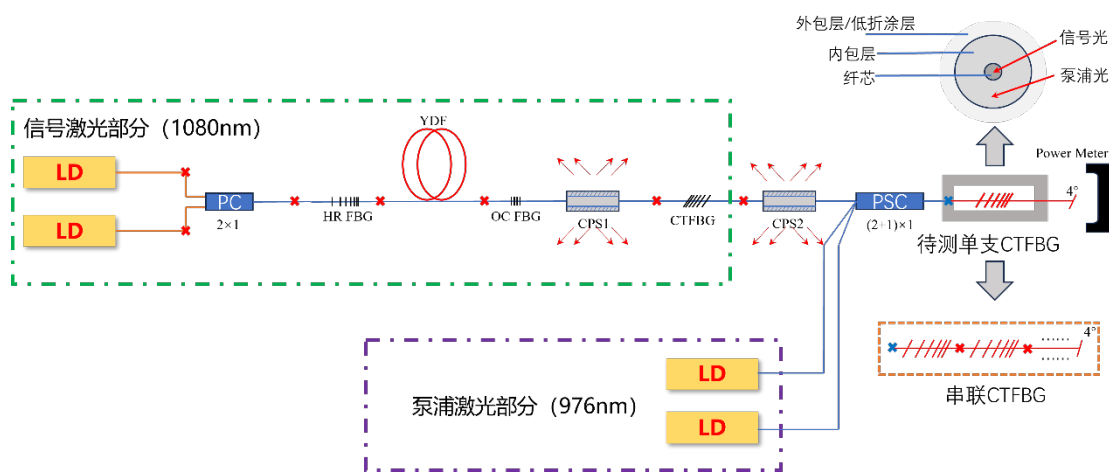 外包层/低折涂层
内包层
纤芯
信号光
泵浦光
信号激光部分（1080nm）
LD
LD
PC
2×1
HR FBG
YDF
OC FBG
CPS1
CTFBG
CPS2
PSC
(2+1)×1
4°
Power Meter
待测单支CTFBG
4°
......
......
串联CTFBG
泵浦激光部分（976nm）
LD
LD